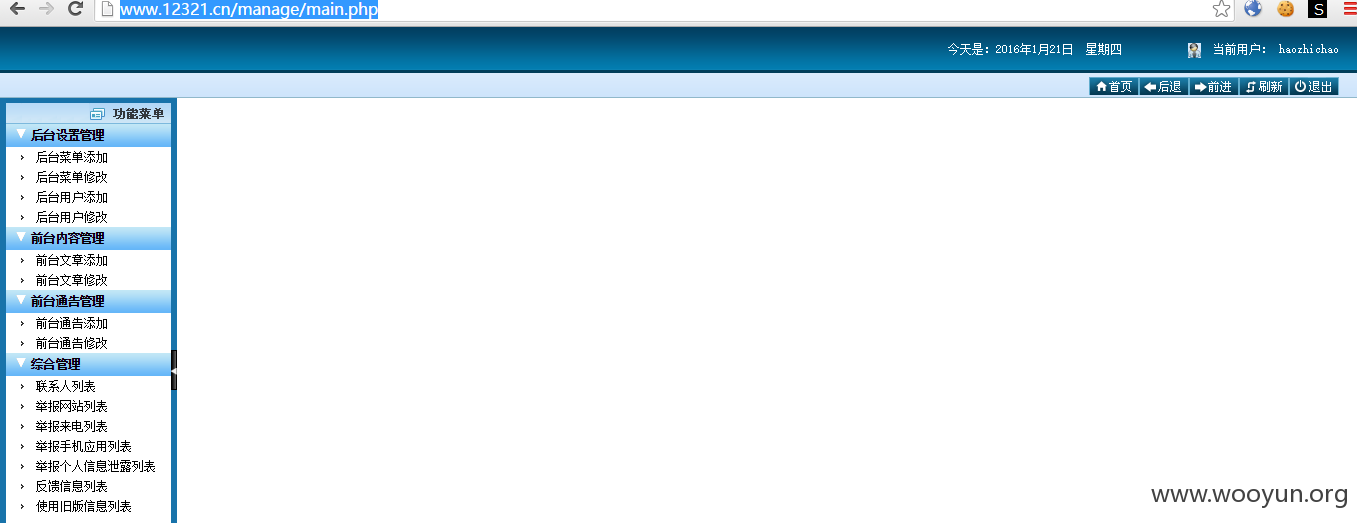 www.12321.cn/manage/main.php
今天是：2016年1月21日 星期四 当前用户： haozhichao
首页 后退 前进 刷新 退出
功能菜单
后台设置管理
后台菜单添加
后台菜单修改
后台用户添加
后台用户修改
前台内容管理
前台文章添加
前台文章修改
前台通告管理
前台通告添加
前台通告修改
综合管理
联系人列表
举报网站列表
举报来电列表
举报手机应用列表
举报个人信息泄露列表
反馈信息列表
使用旧版信息列表
www.wooyun.org